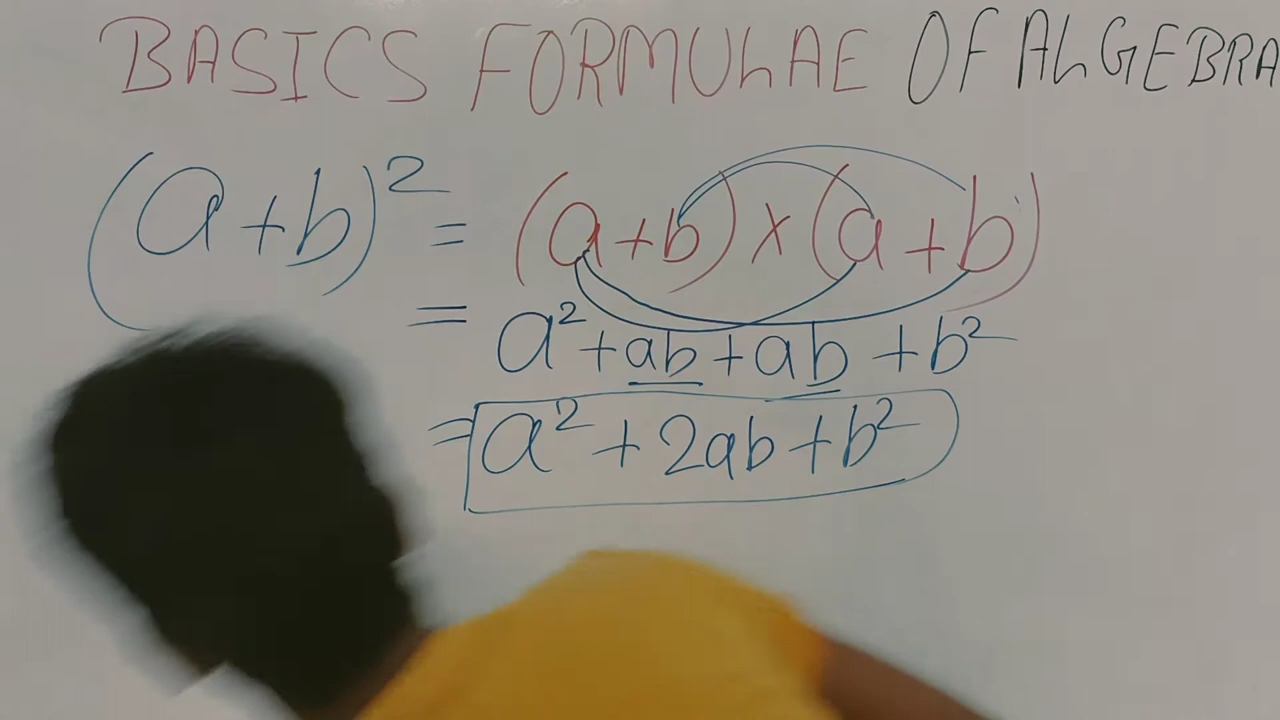 BASICS FORMULAE OF ALGEBRA
(a+b)² = (a+b)×(a+b)
= a²+ab+ab+b²
= a²+2ab+b²